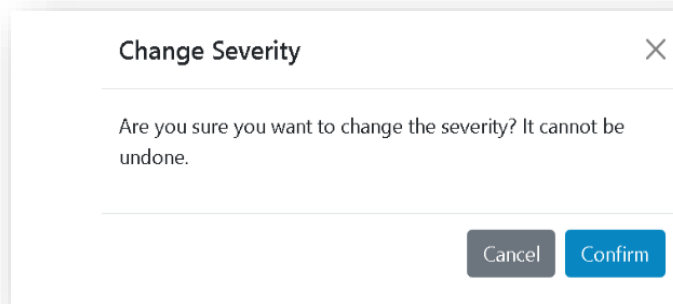 Change Severity
Are you sure you want to change the severity? It cannot be
undone.
Cancel Confirm